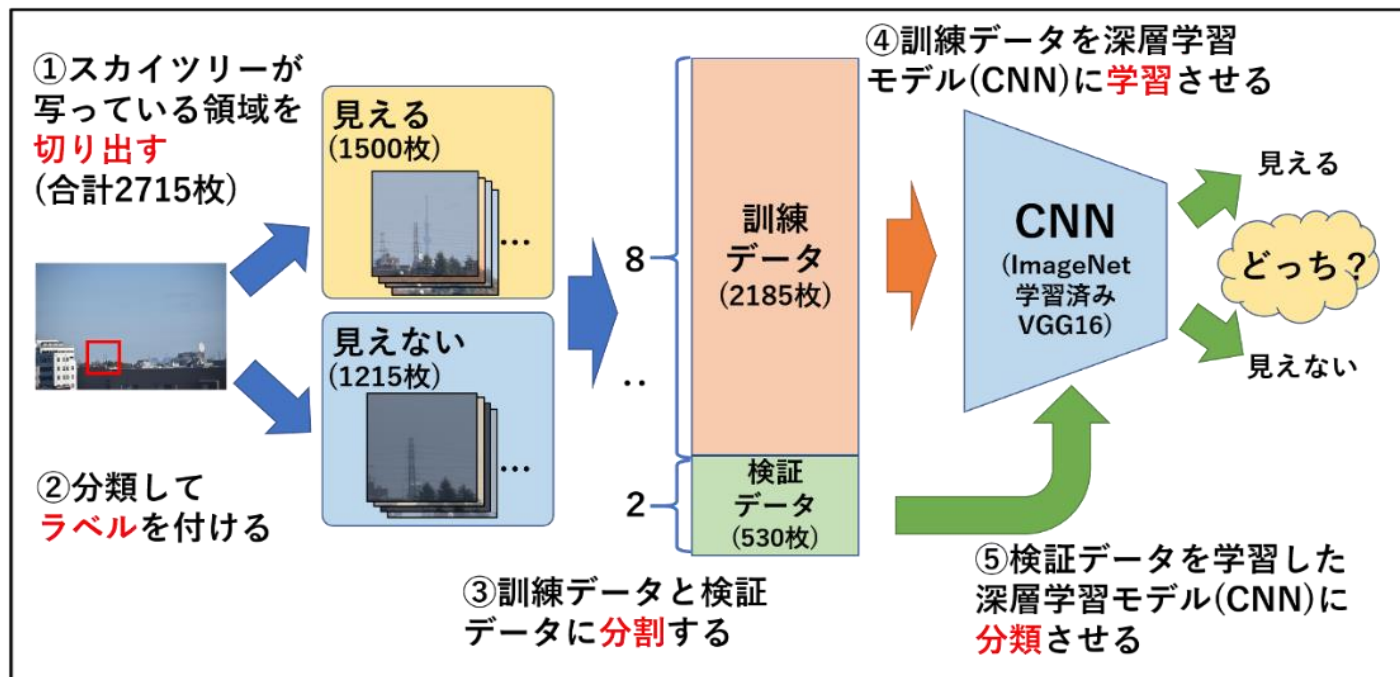 ①スカイツリーが
写っている領域を
切り出す
(合計2715枚)
②分類して
ラベルを付ける
見える
(1500枚)
…
見えない
(1215枚)
…
③訓練データと検証
データに分割する
8
..
2
訓練
データ
(2185枚)
検証
データ
(530枚)
④訓練データを深層学習
モデル(CNN)に学習させる
CNN
(ImageNet
学習済み
VGG16)
見える
どっち？
見えない
⑤検証データを学習した
深層学習モデル(CNN)に
分類させる